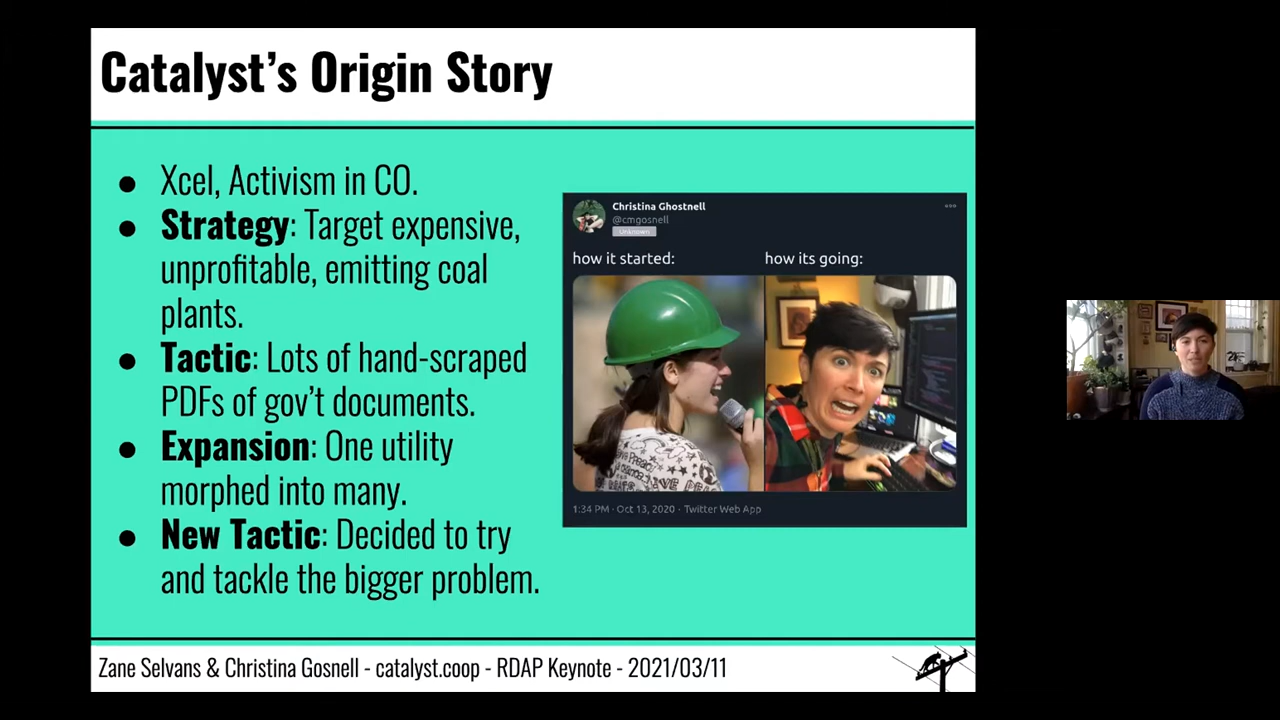 Catalyst's Origin Story
● Xcel, Activism in CO.
● Strategy: Target expensive,
unprofitable, emitting coal
plants.
● Tactic: Lots of hand-scraped
PDFs of gov't documents.
● Expansion: One utility
morphed into many.
● New Tactic: Decided to try
and tackle the bigger problem.
Christina Ghostnell
@cmgosnell
Unknown
how it started:
how its going:
1:34 PM · Oct 13, 2020 · Twitter Web App
Zane Selvans & Christina Gosnell - catalyst.coop - RDAP Keynote - 2021/03/11